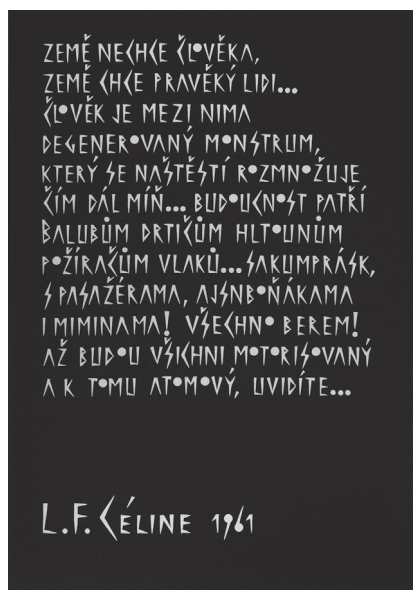 ZEMĚ NECHCE ČLOVĚKA,
ZEMĚ CHCE PRAVĚKÝ LIDI...
ČLOVĚK JE MEZI NIMA
DEGENEROVANÝ MONSTRUM,
KTERÝ SE NAŠTĚSTÍ ROZMNOŽUJE
ČÍM DÁL MÍŇ... BUDOUCNOST PATŘÍ
BALUBŮM DRTIČŮM HLTOUNŮM
POŽÍRAČŮM VLAKŮ... SAKUMPRÁSK,
S PASAŽÉRAMA, AJSNBOŇÁKAMA
I MIMINAMA! VŠECHNO BEREM!
AŽ BUDOU VŠICHNI MOTORISOVANÝ
A K TOMU ATOMOVÝ, UVIDÍTE...
L.F. CÉLINE 1961